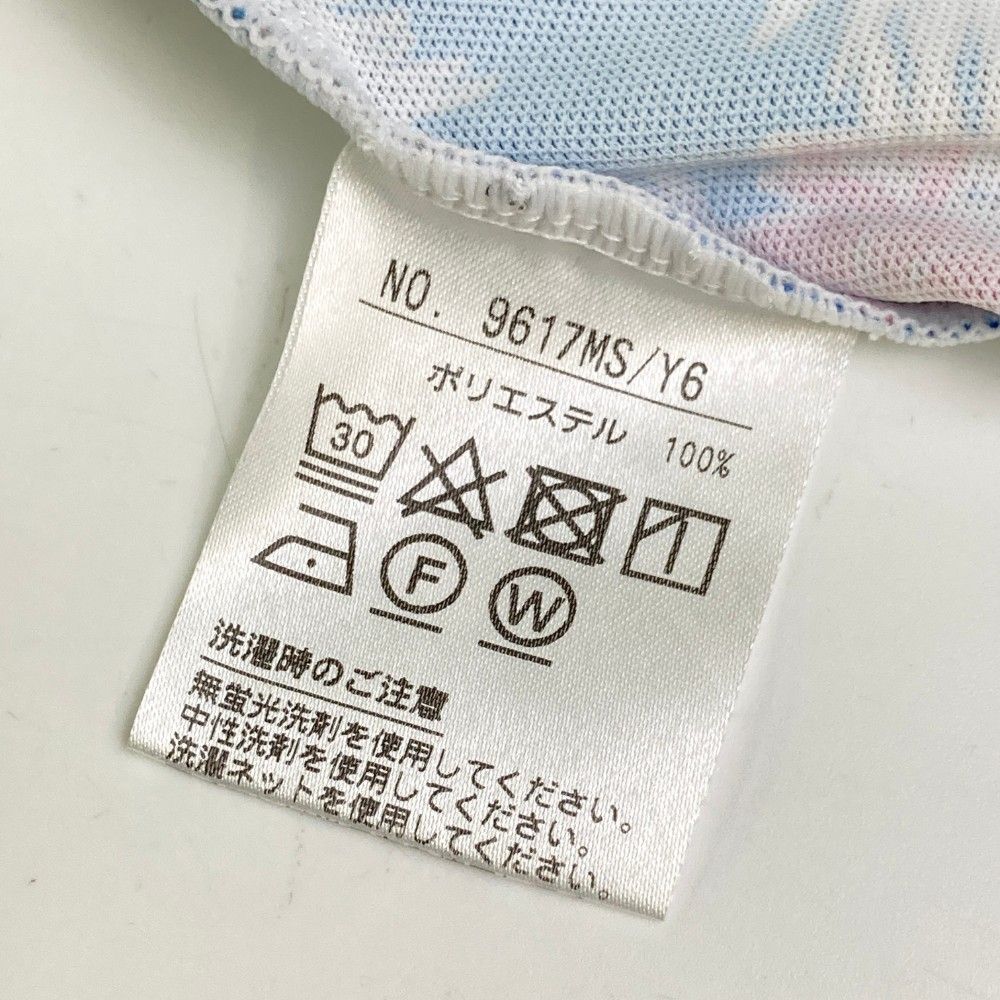 NO. 9617MS/Y6
ポリエステル 100%
30
F W
洗濯時のご注意
無蛍光洗剤を使用してください。
中性洗剤を使用してください。
洗濯ネットを使用してください。